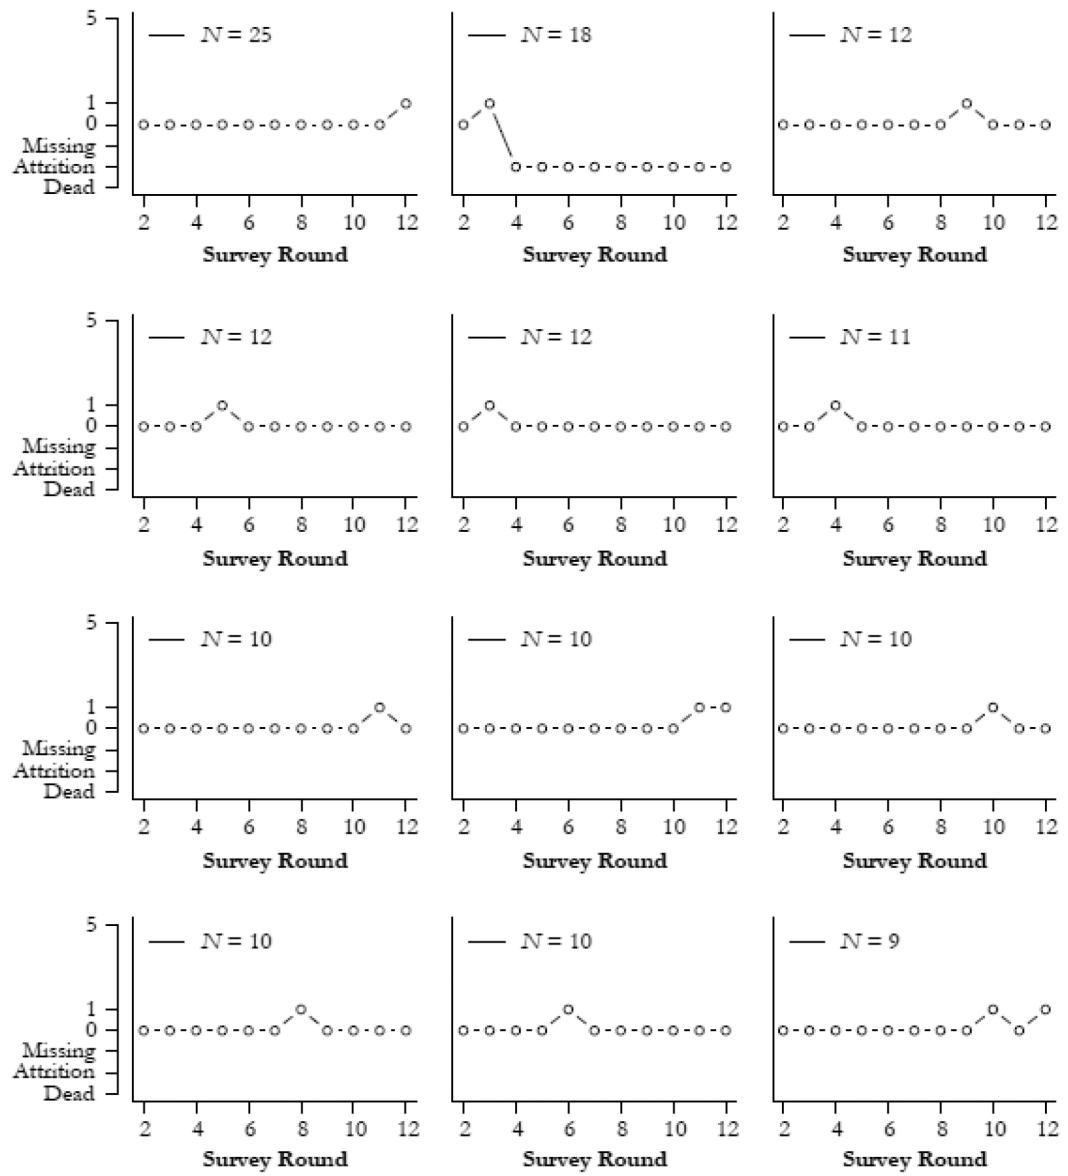 5 N = 25 N = 18 N = 12
1
0
Missing
Attrition
Dead
2 4 6 8 10 12 2 4 6 8 10 12 2 4 6 8 10 12
Survey Round Survey Round Survey Round
5 N = 12 N = 12 N = 11
1
0
Missing
Attrition
Dead
2 4 6 8 10 12 2 4 6 8 10 12 2 4 6 8 10 12
Survey Round Survey Round Survey Round
5 N = 10 N = 10 N = 10
1
0
Missing
Attrition
Dead
2 4 6 8 10 12 2 4 6 8 10 12 2 4 6 8 10 12
Survey Round Survey Round Survey Round
5 N = 10 N = 10 N = 9
1
0
Missing
Attrition
Dead
2 4 6 8 10 12 2 4 6 8 10 12 2 4 6 8 10 12
Survey Round Survey Round Survey Round